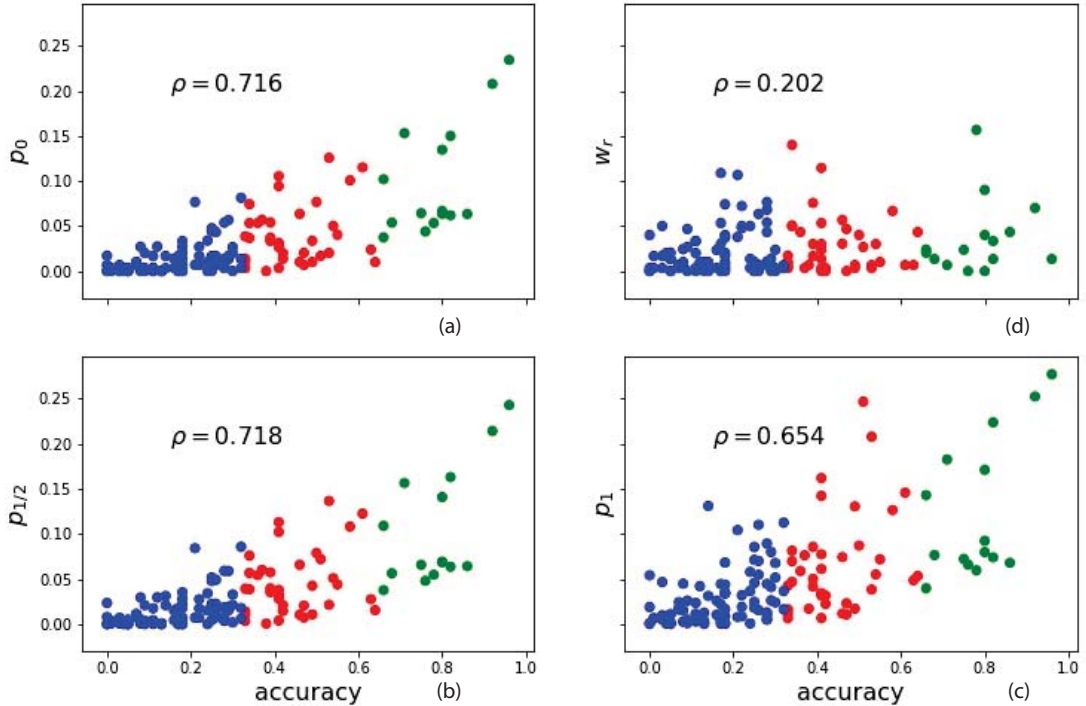 0.25
0.20
0.15
0.10
0.05
0.00
p₀
ρ = 0.716
(a)
wᵣ
ρ = 0.202
(d)
0.25
0.20
0.15
0.10
0.05
0.00
p₁/₂
ρ = 0.718
0.0 0.2 0.4 0.6 0.8 1.0
accuracy
(b)
p₁
ρ = 0.654
0.0 0.2 0.4 0.6 0.8 1.0
accuracy
(c)